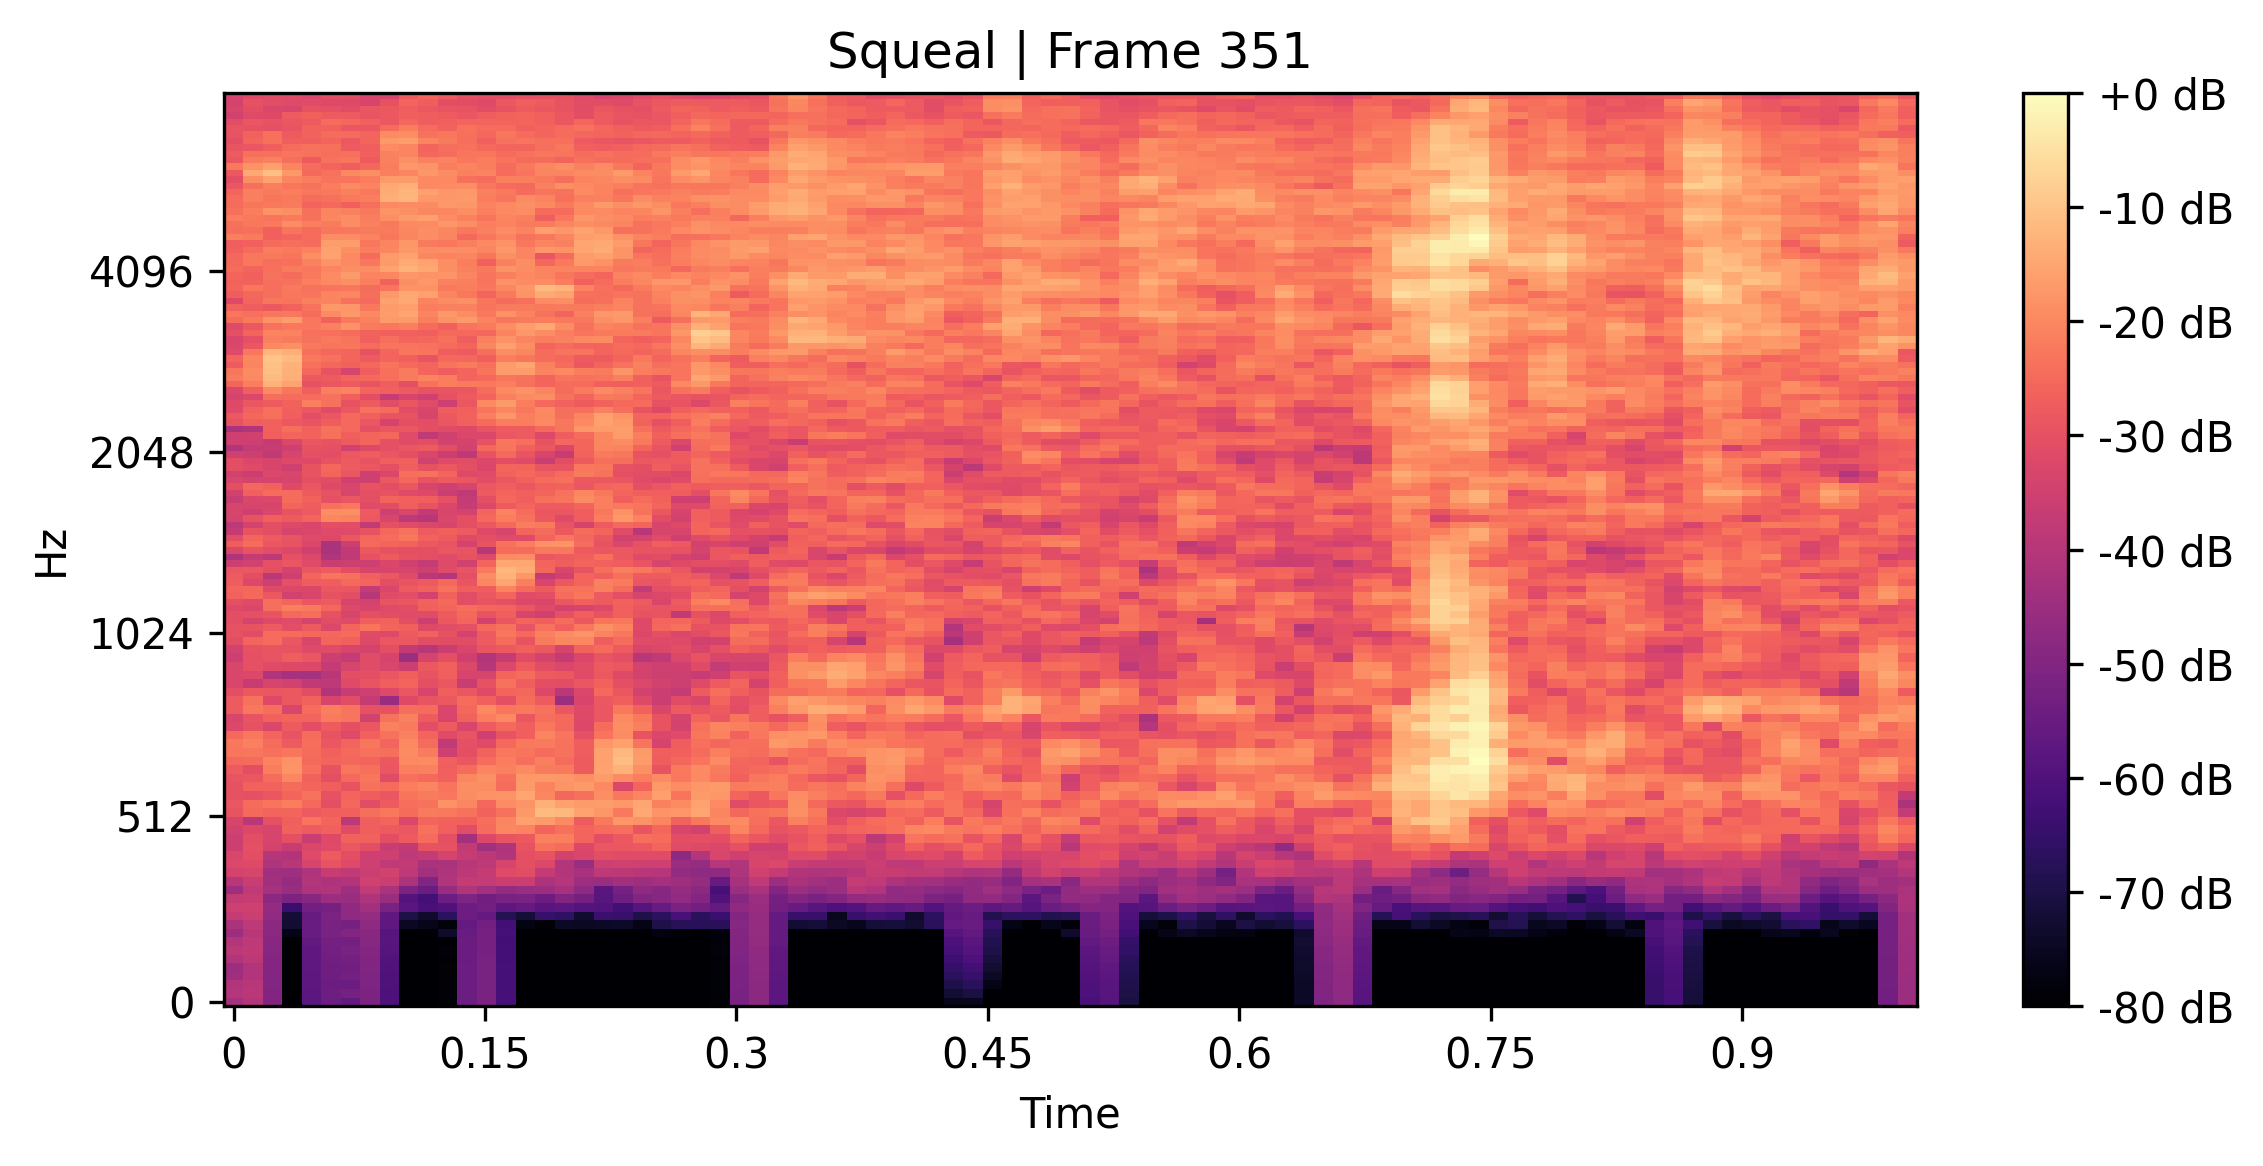 Squeal | Frame 351
+0 dB
-10 dB
-20 dB
-30 dB
-40 dB
-50 dB
-60 dB
-70 dB
-80 dB
Hz
4096
2048
1024
512
0
0 0.15 0.3 0.45 0.6 0.75 0.9
Time